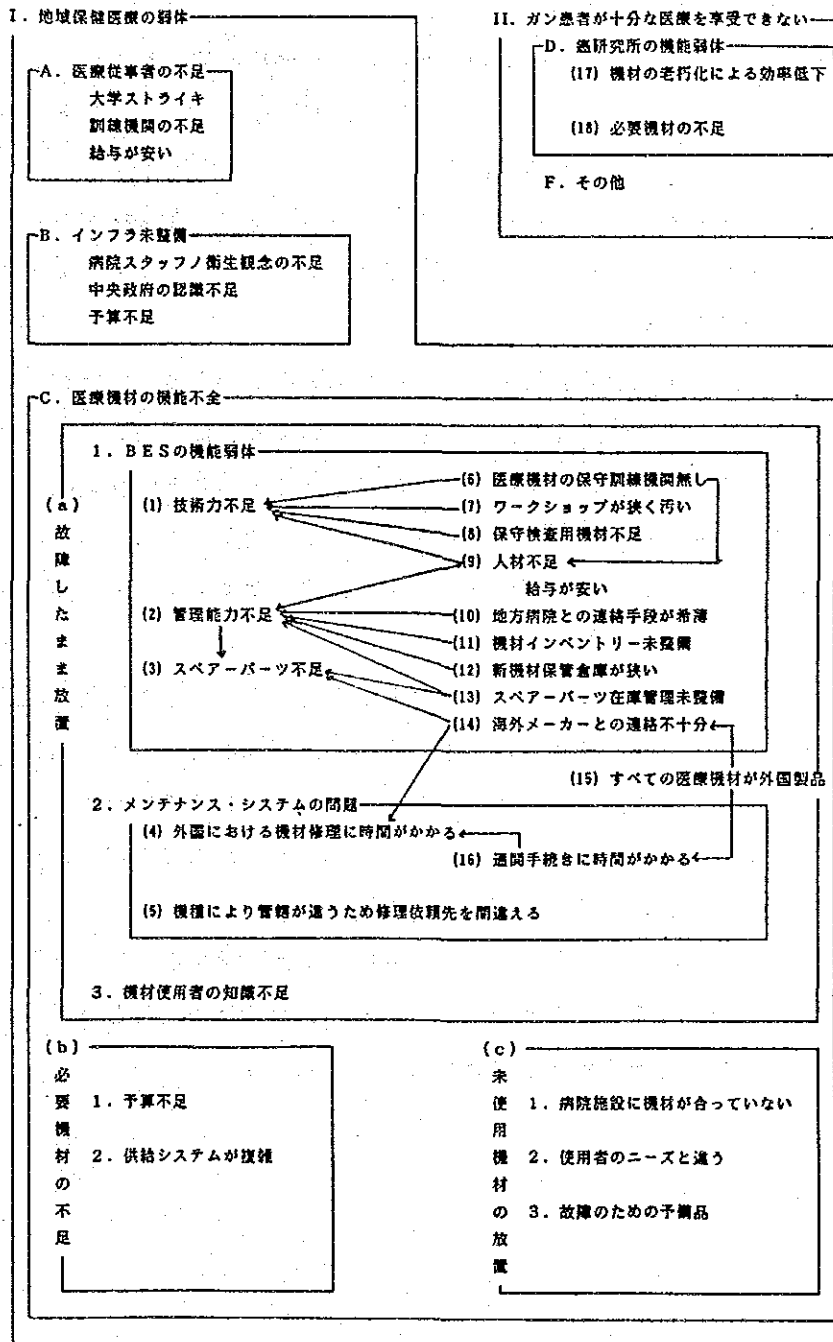 I. 地域保健医療の弱体
A. 医療従事者の不足
大学ストライキ
訓練機関の不足
給与が安い
B. インフラ未整備
病院スタッフノ衛生観念の不足
中央政府の認識不足
予算不足
II. ガン患者が十分な医療を享受できない
D. 癌研究所の機能弱体
(17) 機材の老朽化による効率低下
(18) 必要機材の不足
F. その他
C. 医療機材の機能不全
(a) 故障したまま放置
1. BESの機能弱体
(1) 技術力不足
(2) 管理能力不足
(3) スペアーパーツ不足
(6) 医療機材の保守訓練機関無し
(7) ワークショップが狭く汚い
(8) 保守検査用機材不足
(9) 人材不足
給与が安い
(10) 地方病院との連絡手段が希薄
(11) 機材インベントリー未整備
(12) 新機材保管倉庫が狭い
(13) スペアーパーツ在庫管理未整備
(14) 海外メーカーとの連絡不十分
(15) すべての医療機材が外国製品
2. メンテナンス・システムの問題
(4) 外国における機材修理に時間がかかる
(16) 通関手続きに時間がかかる
(5) 機種により管轄が違うため修理依頼先を間違える
3. 機材使用者の知識不足
(b) 必要機材の不足
1. 予算不足
2. 供給システムが複雑
(c) 未使用機材の放置
1. 病院施設に機材が合っていない
2. 使用者のニーズと違う
3. 故障のための予備品